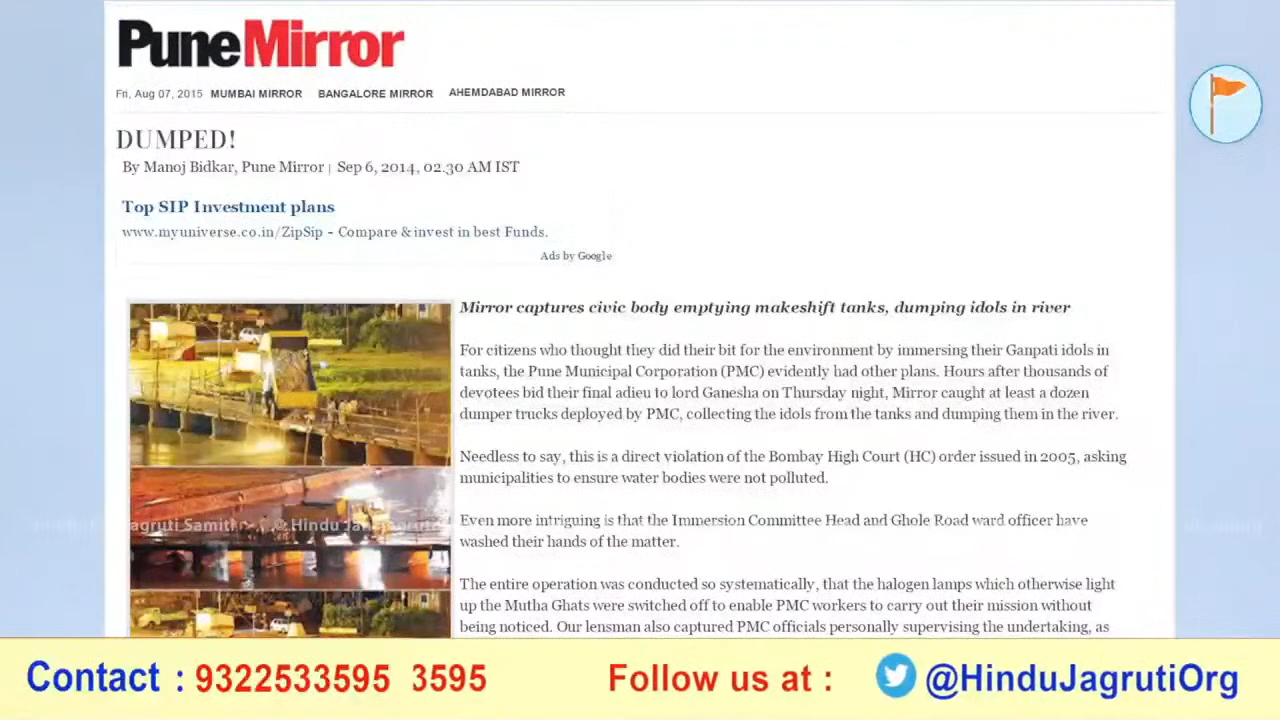 PuneMirror
Fri, Aug 07, 2015 MUMBAI MIRROR BANGALORE MIRROR AHEMDABAD MIRROR
DUMPED!
By Manoj Bidkar, Pune Mirror | Sep 6, 2014, 02.30 AM IST
Top SIP Investment plans
www.myuniverse.co.in/ZipSip - Compare & invest in best Funds.
Ads by Google
Mirror captures civic body emptying makeshift tanks, dumping idols in river
For citizens who thought they did their bit for the environment by immersing their Ganpati idols in
tanks, the Pune Municipal Corporation (PMC) evidently had other plans. Hours after thousands of
devotees bid their final adieu to lord Ganesha on Thursday night, Mirror caught at least a dozen
dumper trucks deployed by PMC, collecting the idols from the tanks and dumping them in the river.
Needless to say, this is a direct violation of the Bombay High Court (HC) order issued in 2005, asking
municipalities to ensure water bodies were not polluted.
Even more intriguing is that the Immersion Committee Head and Ghole Road ward officer have
washed their hands of the matter.
agruti Samiti © Hindu Ja
The entire operation was conducted so systematically, that the halogen lamps which otherwise light
up the Mutha Ghats were switched off to enable PMC workers to carry out their mission without
being noticed. Our lensman also captured PMC officials personally supervising the undertaking, as
Contact : 9322533595 3595 Follow us at : @HinduJagrutiOrg